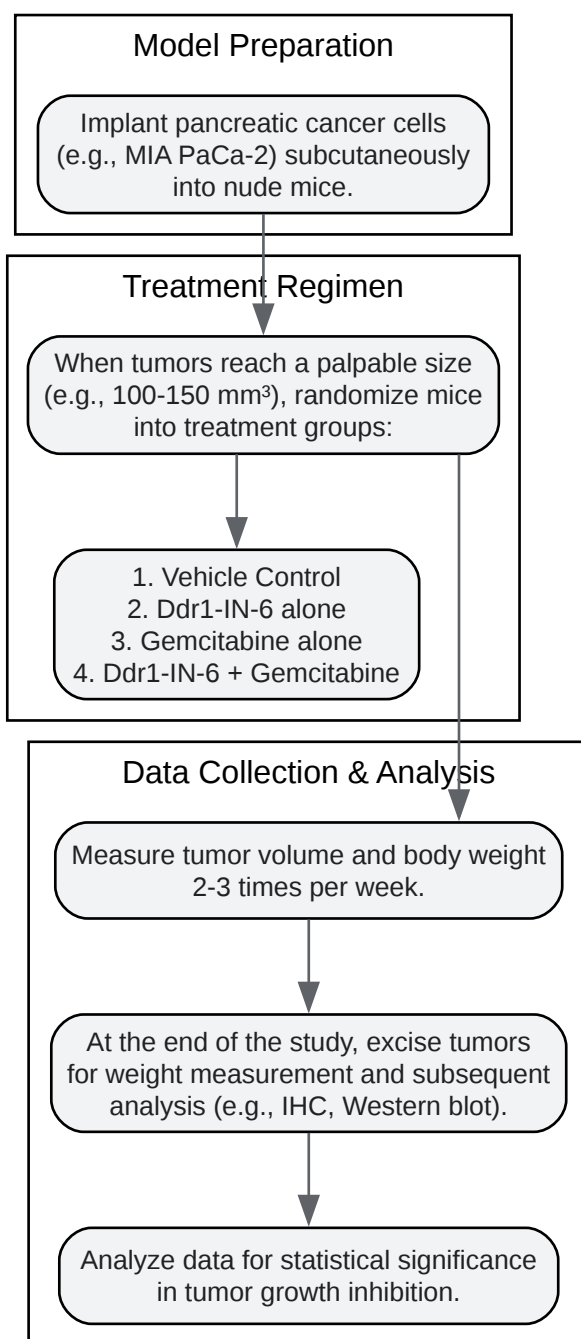 Model Preparation
Implant pancreatic cancer cells
(e.g., MIA PaCa-2) subcutaneously
into nude mice.
Treatment Regimen
When tumors reach a palpable size
(e.g., 100-150 mm³), randomize mice
into treatment groups:
1. Vehicle Control
2. Ddr1-IN-6 alone
3. Gemcitabine alone
4. Ddr1-IN-6 + Gemcitabine
Data Collection & Analysis
Measure tumor volume and body weight
2-3 times per week.
At the end of the study, excise tumors
for weight measurement and subsequent
analysis (e.g., IHC, Western blot).
Analyze data for statistical significance
in tumor growth inhibition.